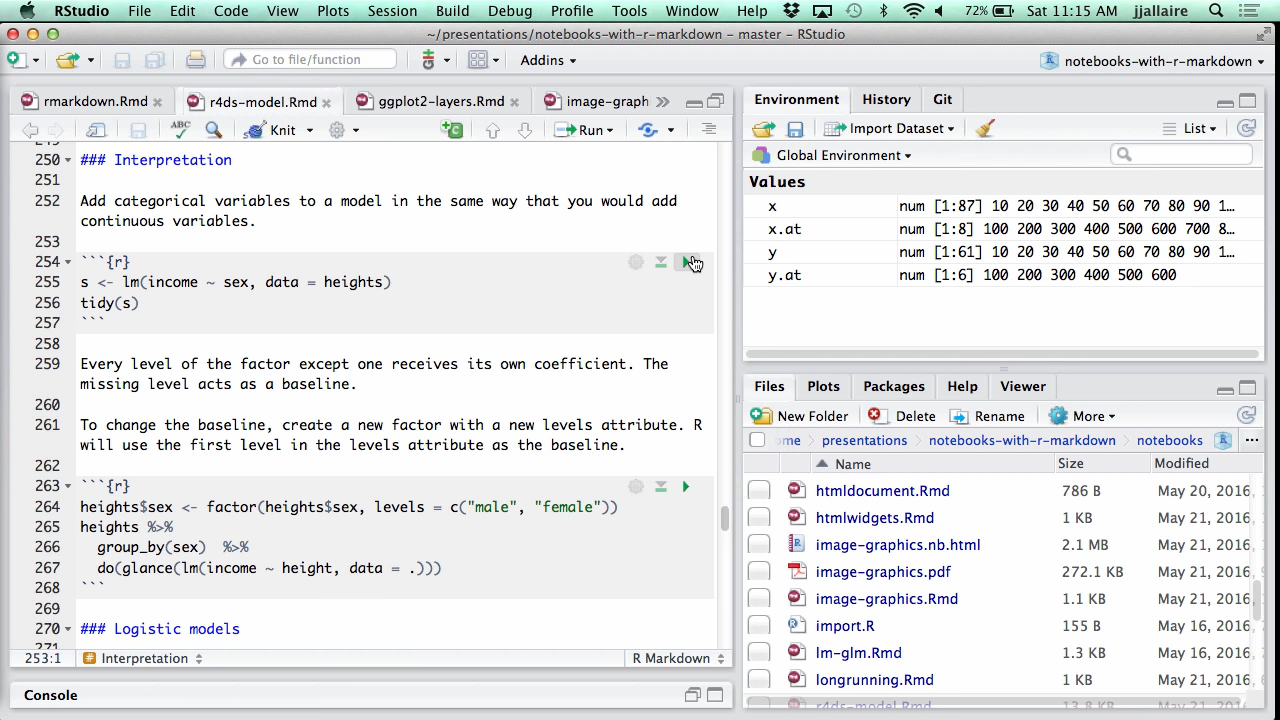 RStudio File Edit Code View Plots Session Build Debug Profile Tools Window Help 72% Sat 11:15 AM jjallaire
~/presentations/notebooks-with-r-markdown - master - RStudio
Go to file/function Addins notebooks-with-r-markdown
rmarkdown.Rmd r4ds-model.Rmd ggplot2-layers.Rmd image-graph
ABC Knit Run
250 ### Interpretation
251
252 Add categorical variables to a model in the same way that you would add
continuous variables.
253
254 ```{r}
255 s <- lm(income ~ sex, data = heights)
256 tidy(s)
257 ```
258
259 Every level of the factor except one receives its own coefficient. The
missing level acts as a baseline.
260
261 To change the baseline, create a new factor with a new levels attribute. R
will use the first level in the levels attribute as the baseline.
262
263 ```{r}
264 heights$sex <- factor(heights$sex, levels = c("male", "female"))
265 heights %>%
266 group_by(sex) %>%
267 do(glance(lm(income ~ height, data = .)))
268 ```
269
270 ### Logistic models
253:1 Interpretation R Markdown
Console
Environment History Git
Import Dataset List
Global Environment
Values
x num [1:87] 10 20 30 40 50 60 70 80 90 1…
x.at num [1:8] 100 200 300 400 500 600 700 8…
y num [1:61] 10 20 30 40 50 60 70 80 90 1…
y.at num [1:6] 100 200 300 400 500 600
Files Plots Packages Help Viewer
New Folder Delete Rename More
ome presentations notebooks-with-r-markdown notebooks ...
Name Size Modified
htmldocument.Rmd 786 B May 20, 2016,
htmlwidgets.Rmd 1 KB May 21, 2016,
image-graphics.nb.html 2.1 MB May 21, 2016,
image-graphics.pdf 272.1 KB May 21, 2016,
image-graphics.Rmd 1.1 KB May 21, 2016,
import.R 155 B May 16, 2016,
lm-glm.Rmd 1.3 KB May 16, 2016,
longrunning.Rmd 1 KB May 21, 2016,
r4ds-model.Rmd 13.8 KB May 21, 2016,